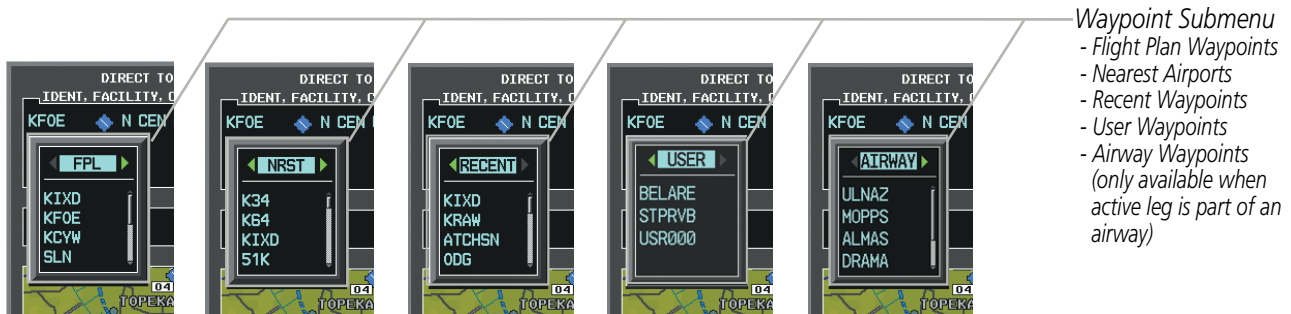 Waypoint Submenu
- Flight Plan Waypoints
- Nearest Airports
- Recent Waypoints
- User Waypoints
- Airway Waypoints
(only available when
active leg is part of an
airway)
DIRECT TO
IDENT, FACILITY,
KFOE N CEN
FPL
KIXD
KFOE
KCYW
SLN
04
TOPEKA
DIRECT TO
IDENT, FACILITY,
KFOE N CEN
NRST
K34
K64
KIXD
51K
04
TOPEKA
DIRECT TO
IDENT, FACILITY,
KFOE N CEN
RECENT
KIXD
KRAW
ATCHSN
ODG
04
TOPEKA
DIRECT TO
IDENT, FACILITY,
KFOE N CEN
USER
BELARE
STPRVB
USR000
04
TOPEKA
DIRECT TO
IDENT, FACILITY,
KFOE N CEN
AIRWAY
ULNAZ
MOPPS
ALMAS
DRAMA
04
TOPEKA